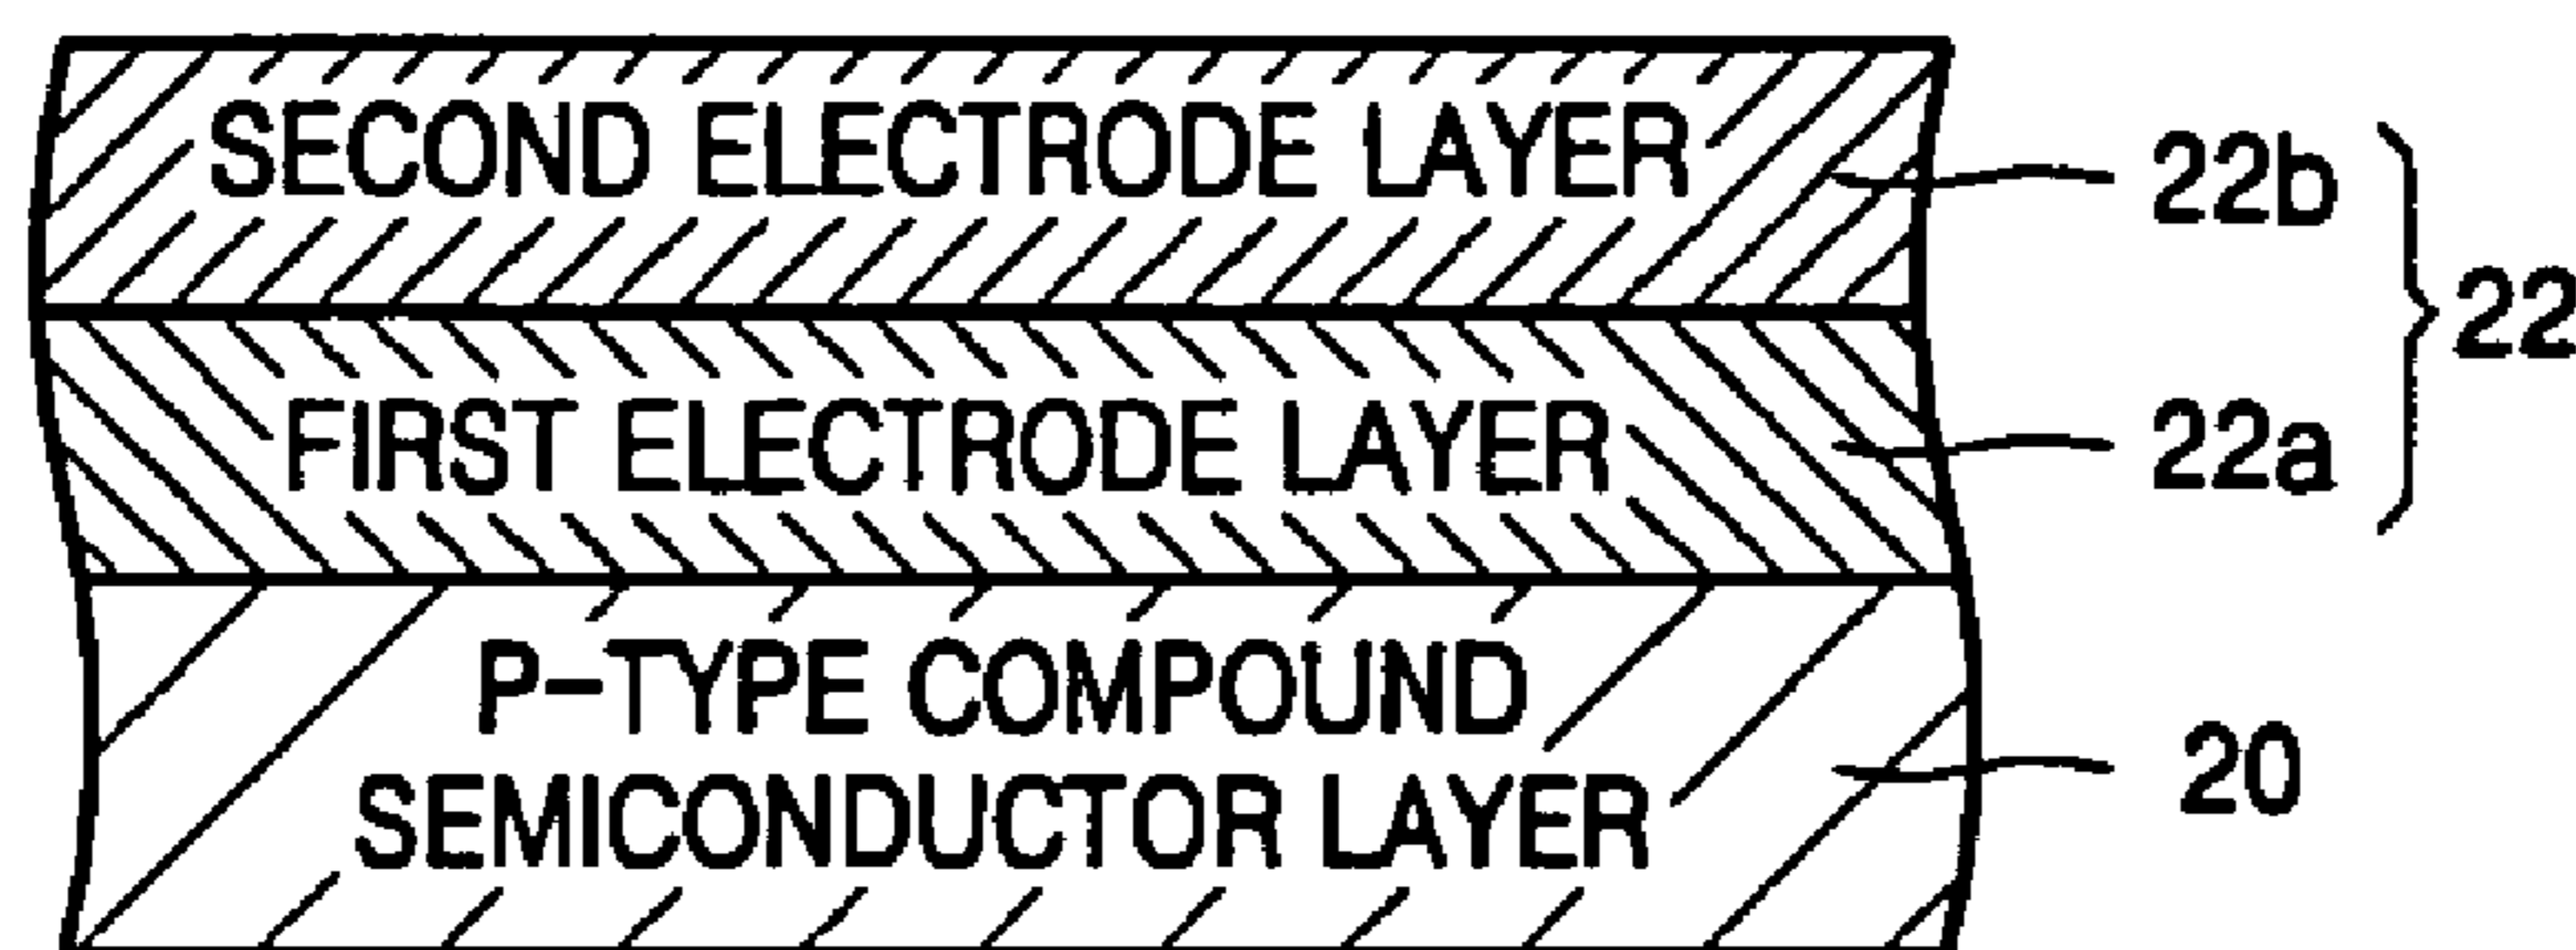 SECOND ELECTRODE LAYER
22b
22
FIRST ELECTRODE LAYER
22a
P-TYPE COMPOUND
SEMICONDUCTOR LAYER
20